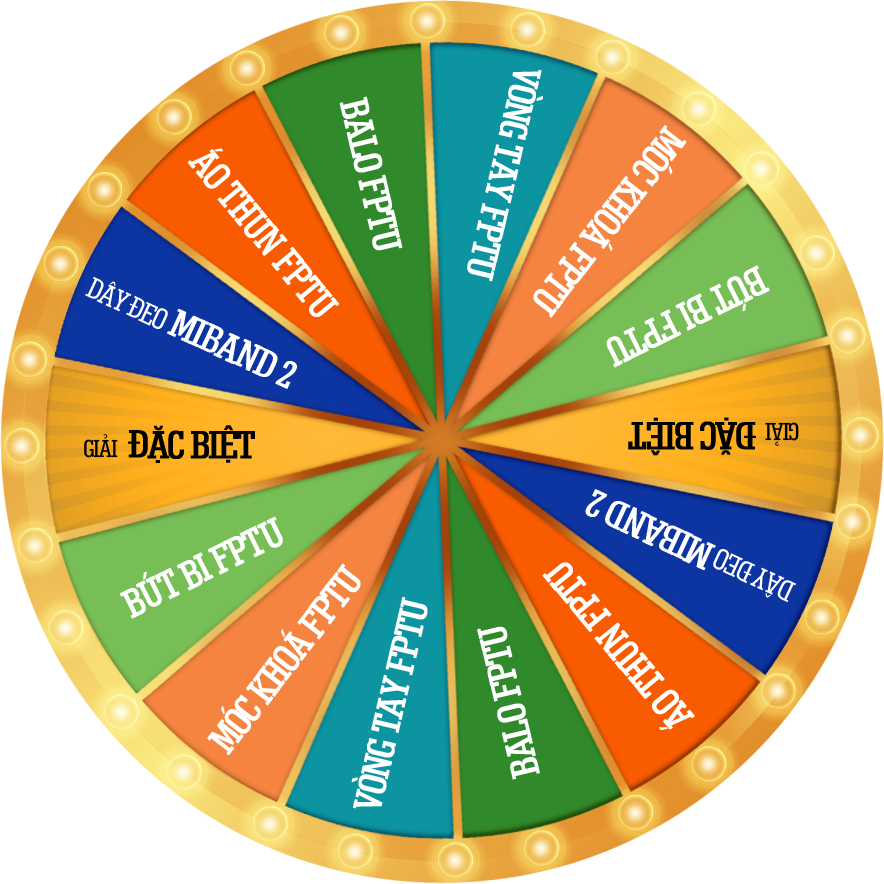 BALO FPTU
VÒNG TAY FPTU
MÓC KHOÁ FPTU
BÚT BI FPTU
GIẢI ĐẶC BIỆT
DÂY ĐEO MIBAND 2
ÁO THUN FPTU
BALO FPTU
VÒNG TAY FPTU
MÓC KHOÁ FPTU
BÚT BI FPTU
GIẢI ĐẶC BIỆT
DÂY ĐEO MIBAND 2
ÁO THUN FPTU